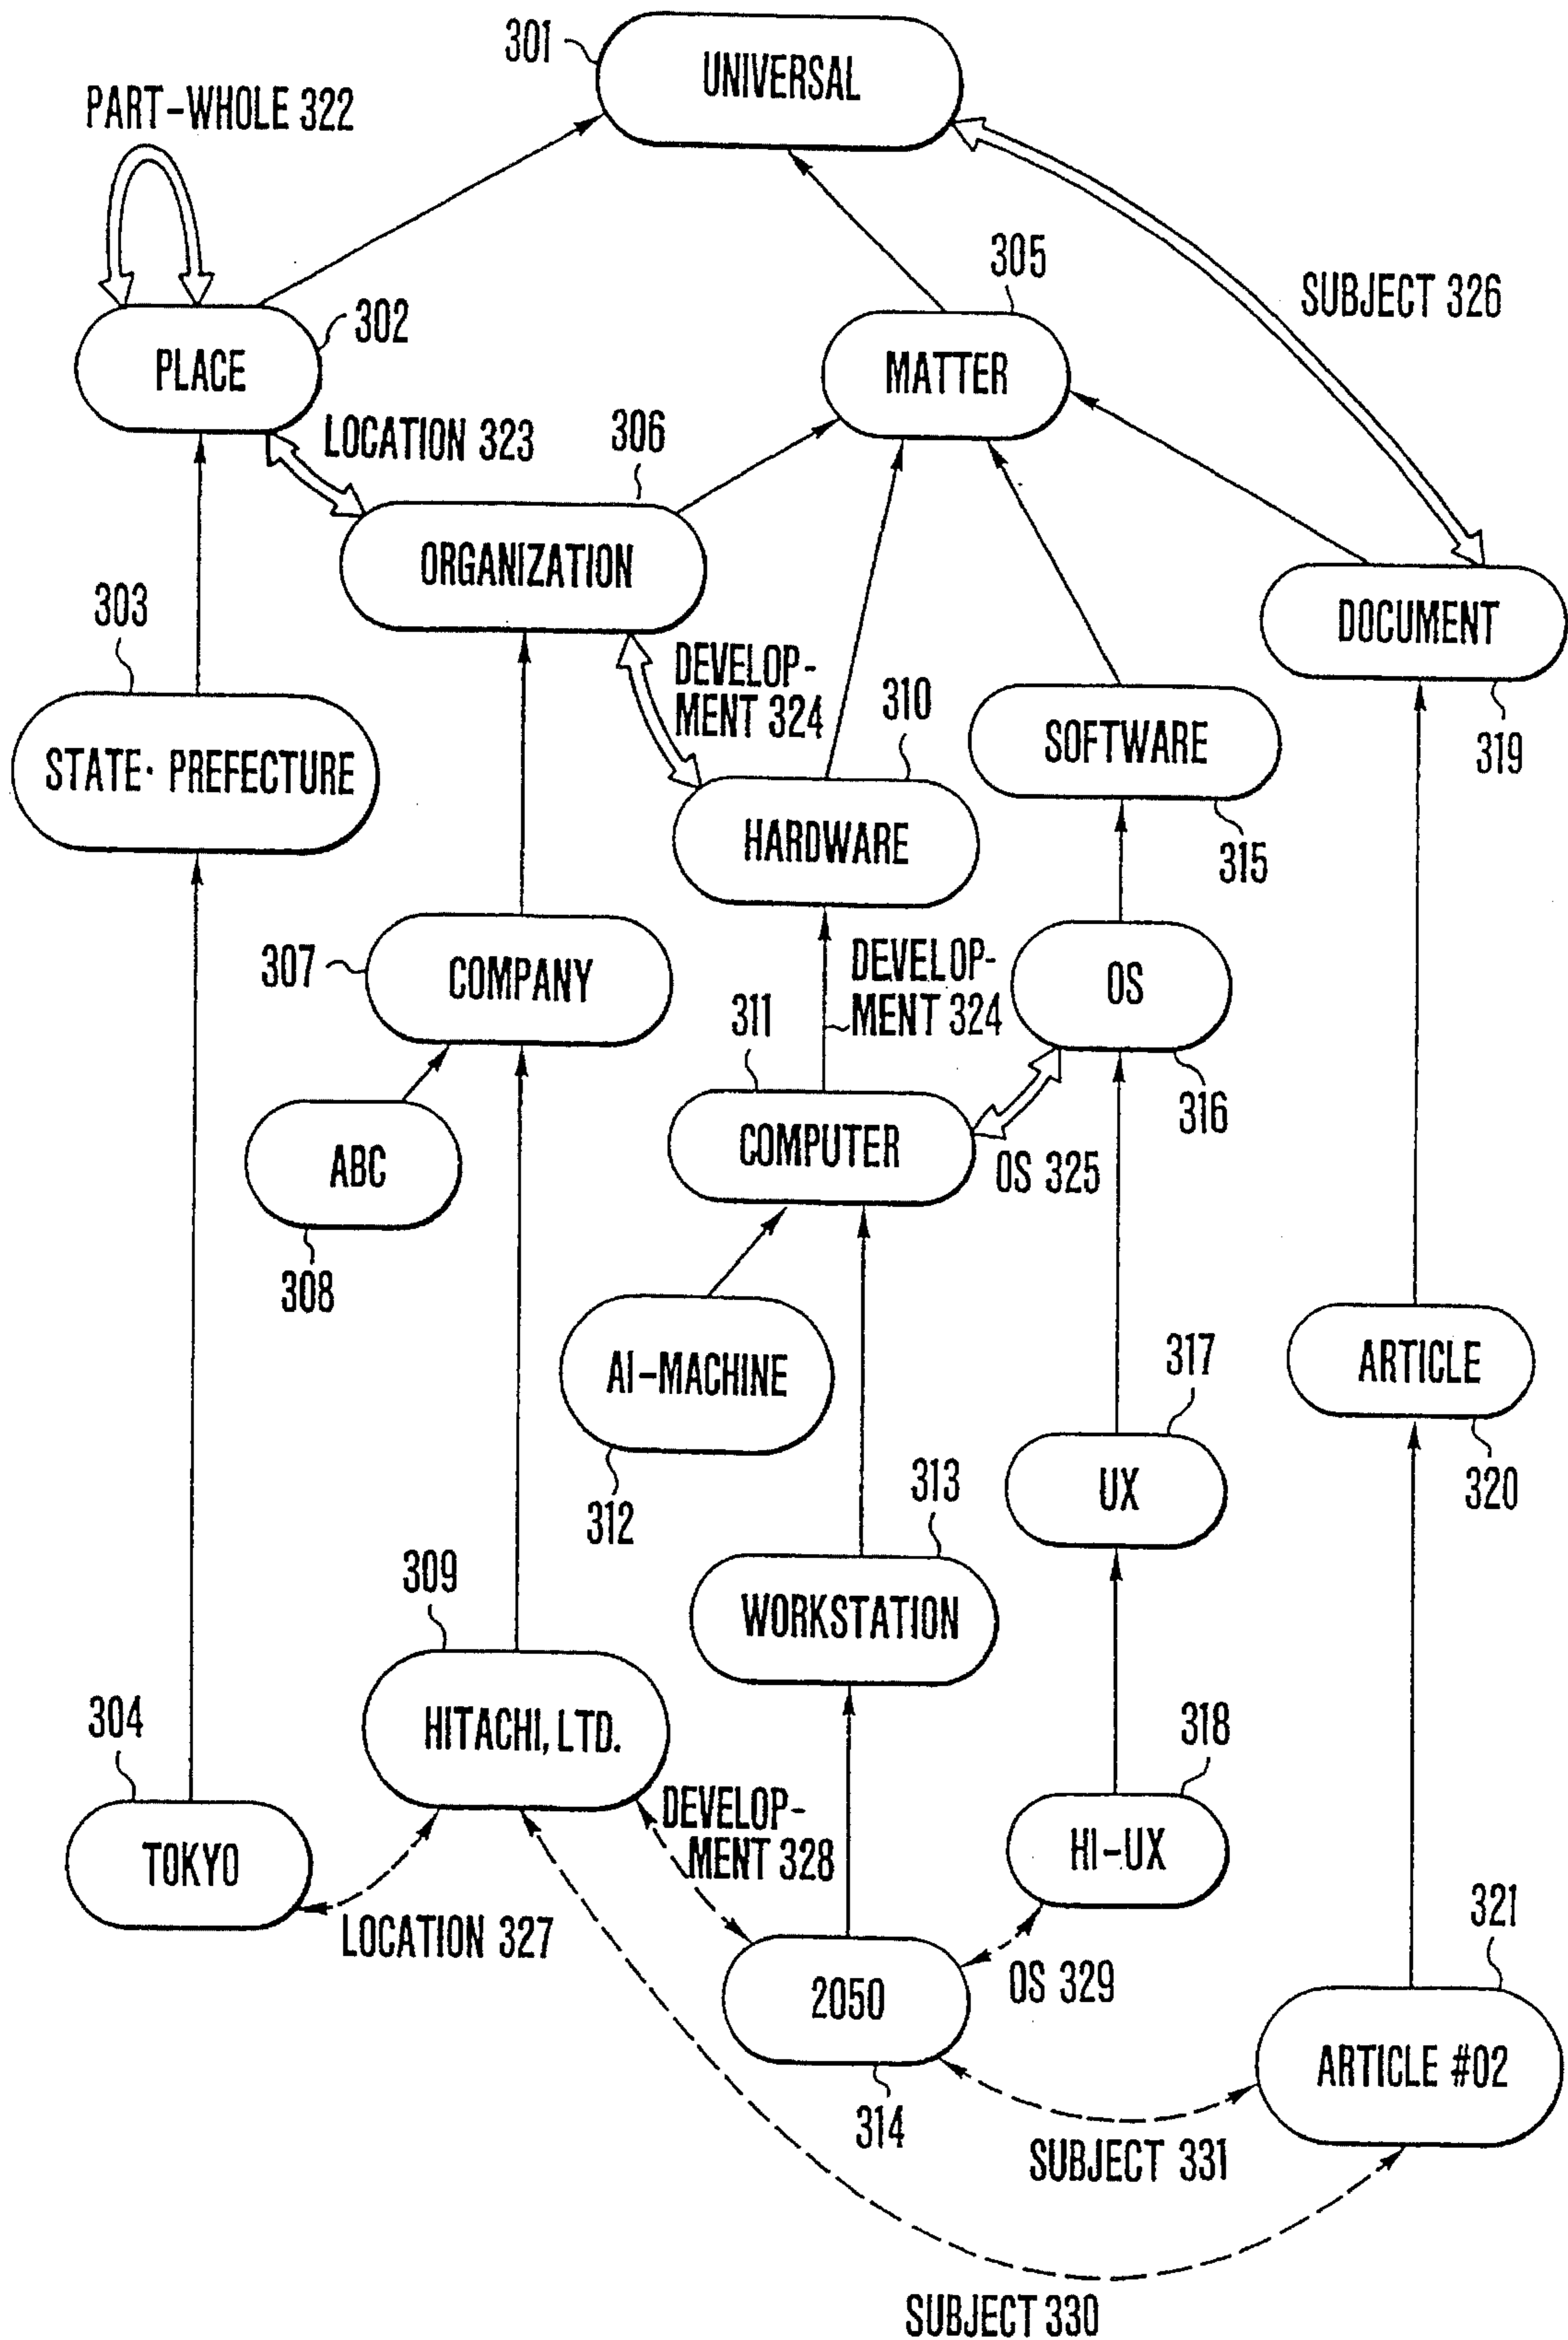 301
UNIVERSAL
PART-WHOLE 322
305
SUBJECT 326
302
PLACE
MATTER
LOCATION 323
306
ORGANIZATION
303
DOCUMENT
DEVELOP-
MENT 324
310
319
STATE· PREFECTURE
SOFTWARE
HARDWARE
315
307
COMPANY
DEVELOP-
MENT 324
OS
311
316
COMPUTER
ABC
OS 325
308
317
ARTICLE
AI-MACHINE
313
UX
320
312
309
WORKSTATION
304
HITACHI, LTD.
318
DEVELOP-
MENT 328
TOKYO
HI-UX
LOCATION 327
321
2050
OS 329
ARTICLE #02
314
SUBJECT 331
SUBJECT 330